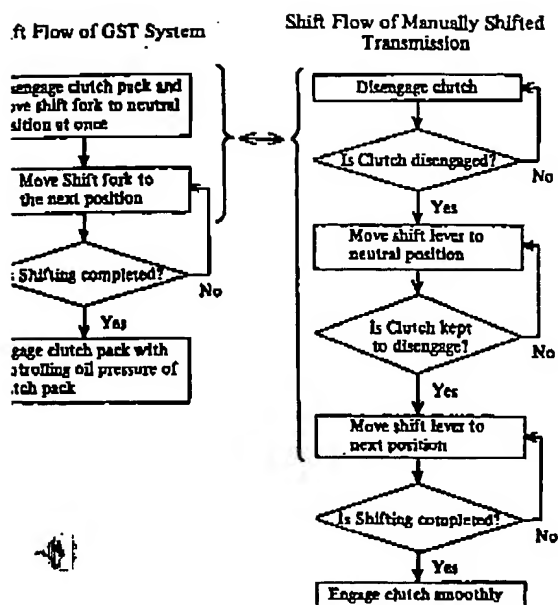 ft Flow of GST System
engage clutch pack and
ove shift fork to neutral
sition at once
Move Shift fork to
the next position
Shifting completed?
No
Yes
gage clutch pack with
ntrolling oil pressure of
tch pack
Shift Flow of Manually Shifted
Transmission
Disengage clutch
Is Clutch disengaged?
No
Yes
Move shift lever to
neutral position
Is Clutch kept
to disengage?
No
Yes
Move shift lever to
next position
Is Shifting completed?
No
Yes
Engage clutch smoothly